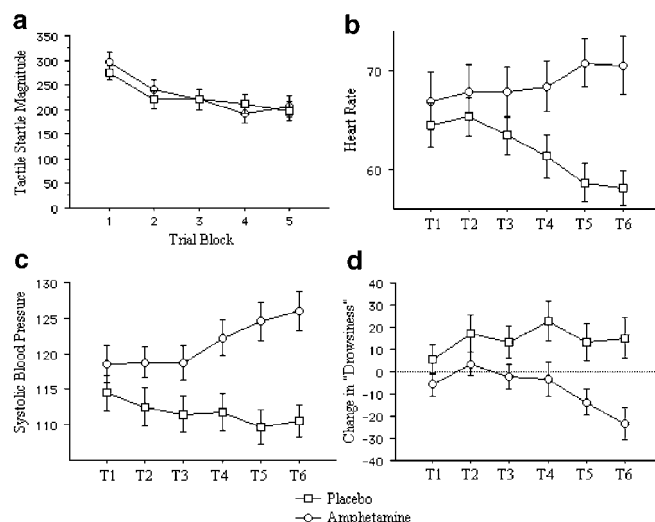 a
350
300
250
200
150
100
50
0
Tactile Startle Magnitude
1 2 3 4 5
Trial Block
b
70
60
Heart Rate
T1 T2 T3 T4 T5 T6
c
130
125
120
115
110
Systolic Blood Pressure
T1 T2 T3 T4 T5 T6
d
40
30
20
10
0
-10
-20
-30
-40
Change in "Drowsiness"
T1 T2 T3 T4 T5 T6
Placebo
Amphetamine